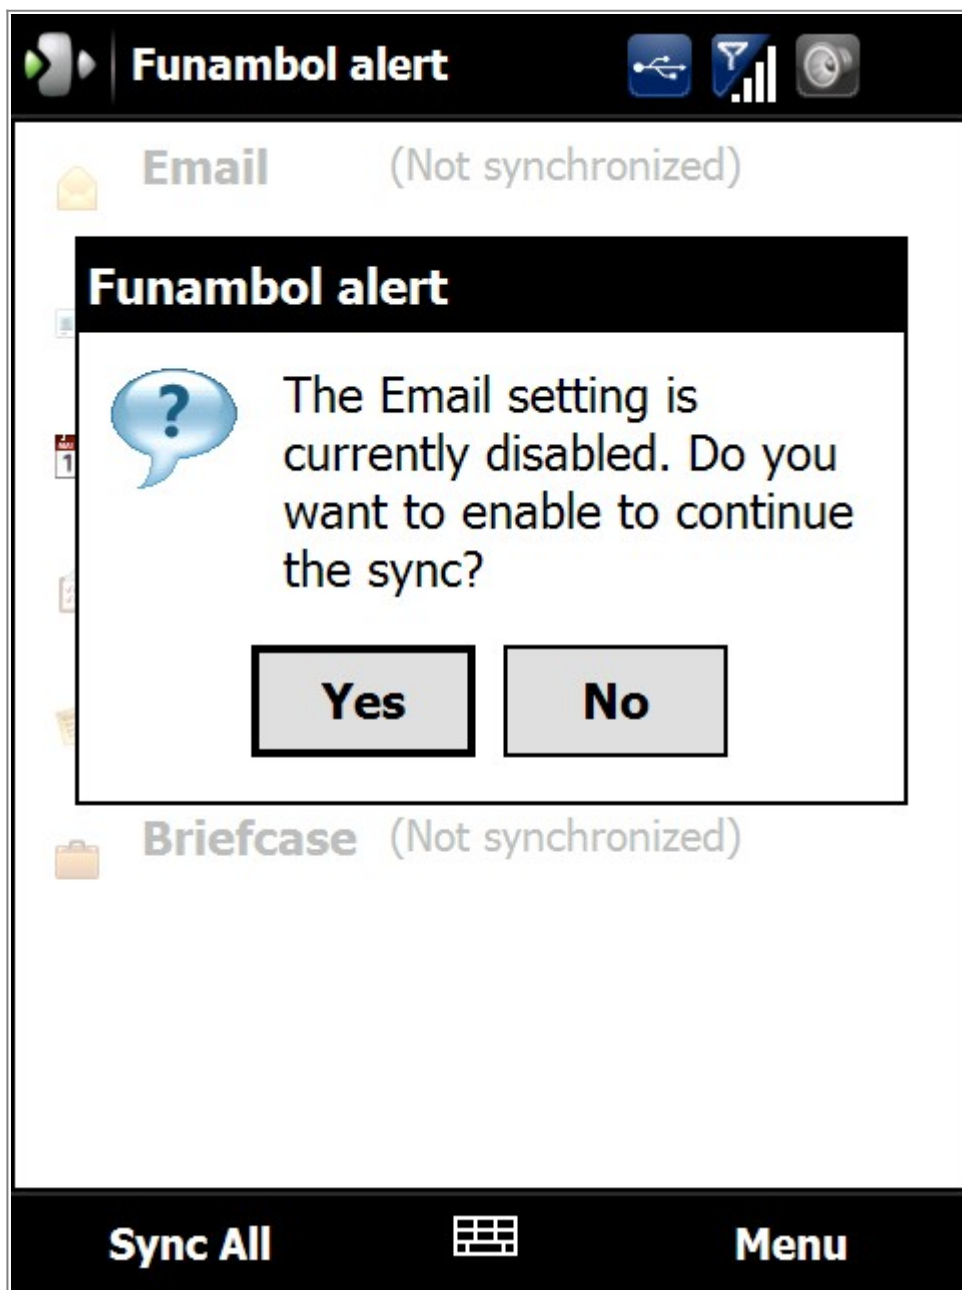 Funambol alert
Email (Not synchronized)
Funambol alert
The Email setting is
currently disabled. Do you
want to enable to continue
the sync?
Yes No
Briefcase (Not synchronized)
Sync All Menu